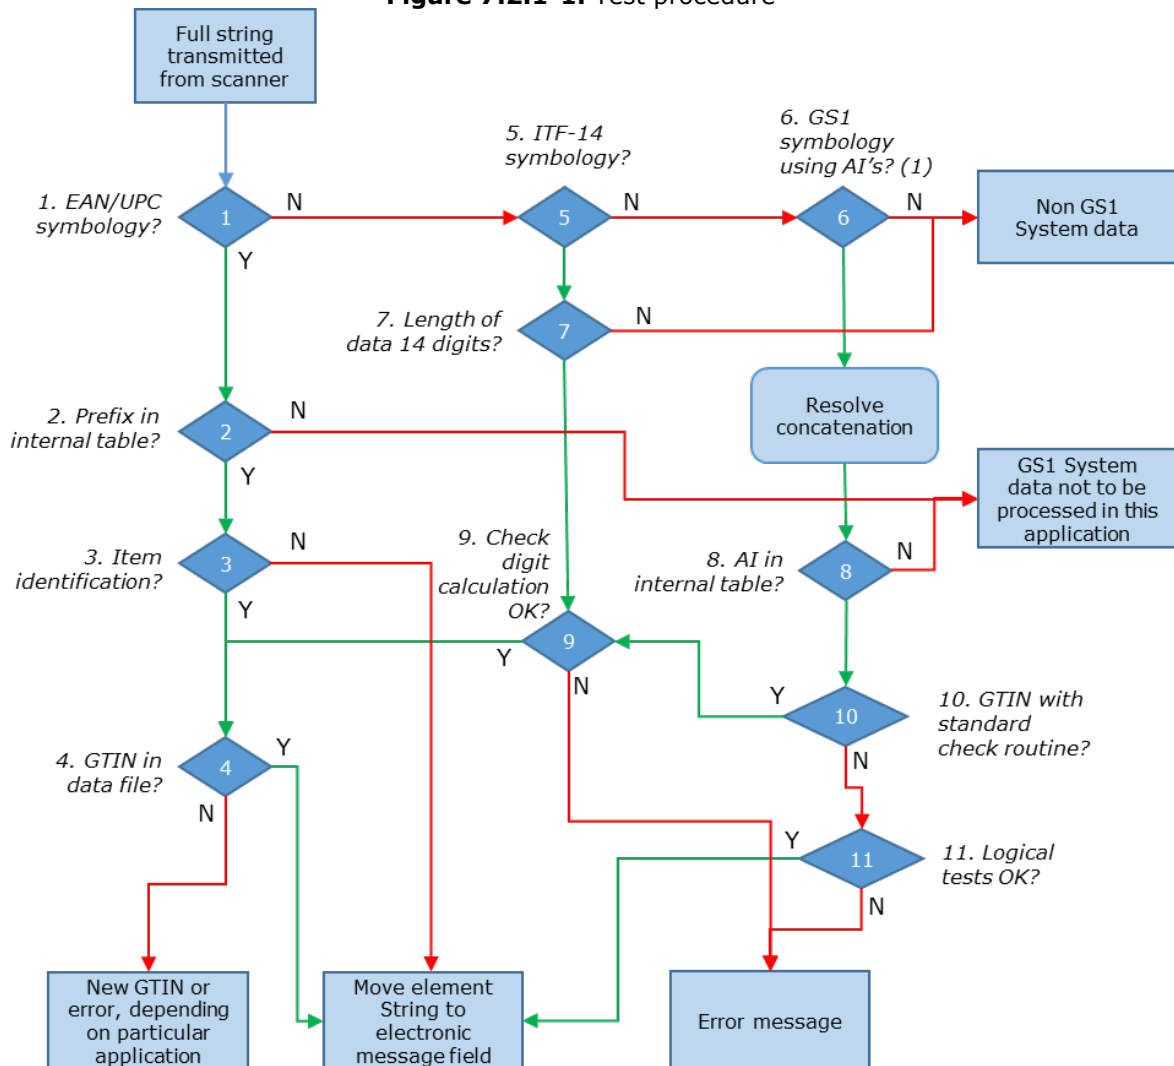 Figure 7.2.1-1. Test procedure
Full string
transmitted
from scanner
5. ITF-14
symbology?
6. GS1
symbology
using AI's? (1)
1. EAN/UPC
symbology?
1
N
5
N
6
N
Non GS1
System data
Y
7. Length of
data 14 digits?
7
N
Resolve
concatenation
2. Prefix in
internal table?
2
N
Y
GS1 System
data not to be
processed in this
application
3. Item
identification?
3
N
Y
9. Check
digit
calculation
OK?
8. AI in
internal table?
8
N
9
Y
N
10. GTIN with
standard
check routine?
10
Y
N
4. GTIN in
data file?
4
Y
N
11
Y
N
11. Logical
tests OK?
New GTIN or
error, depending
on particular
application
Move element
String to
electronic
message field
Error message